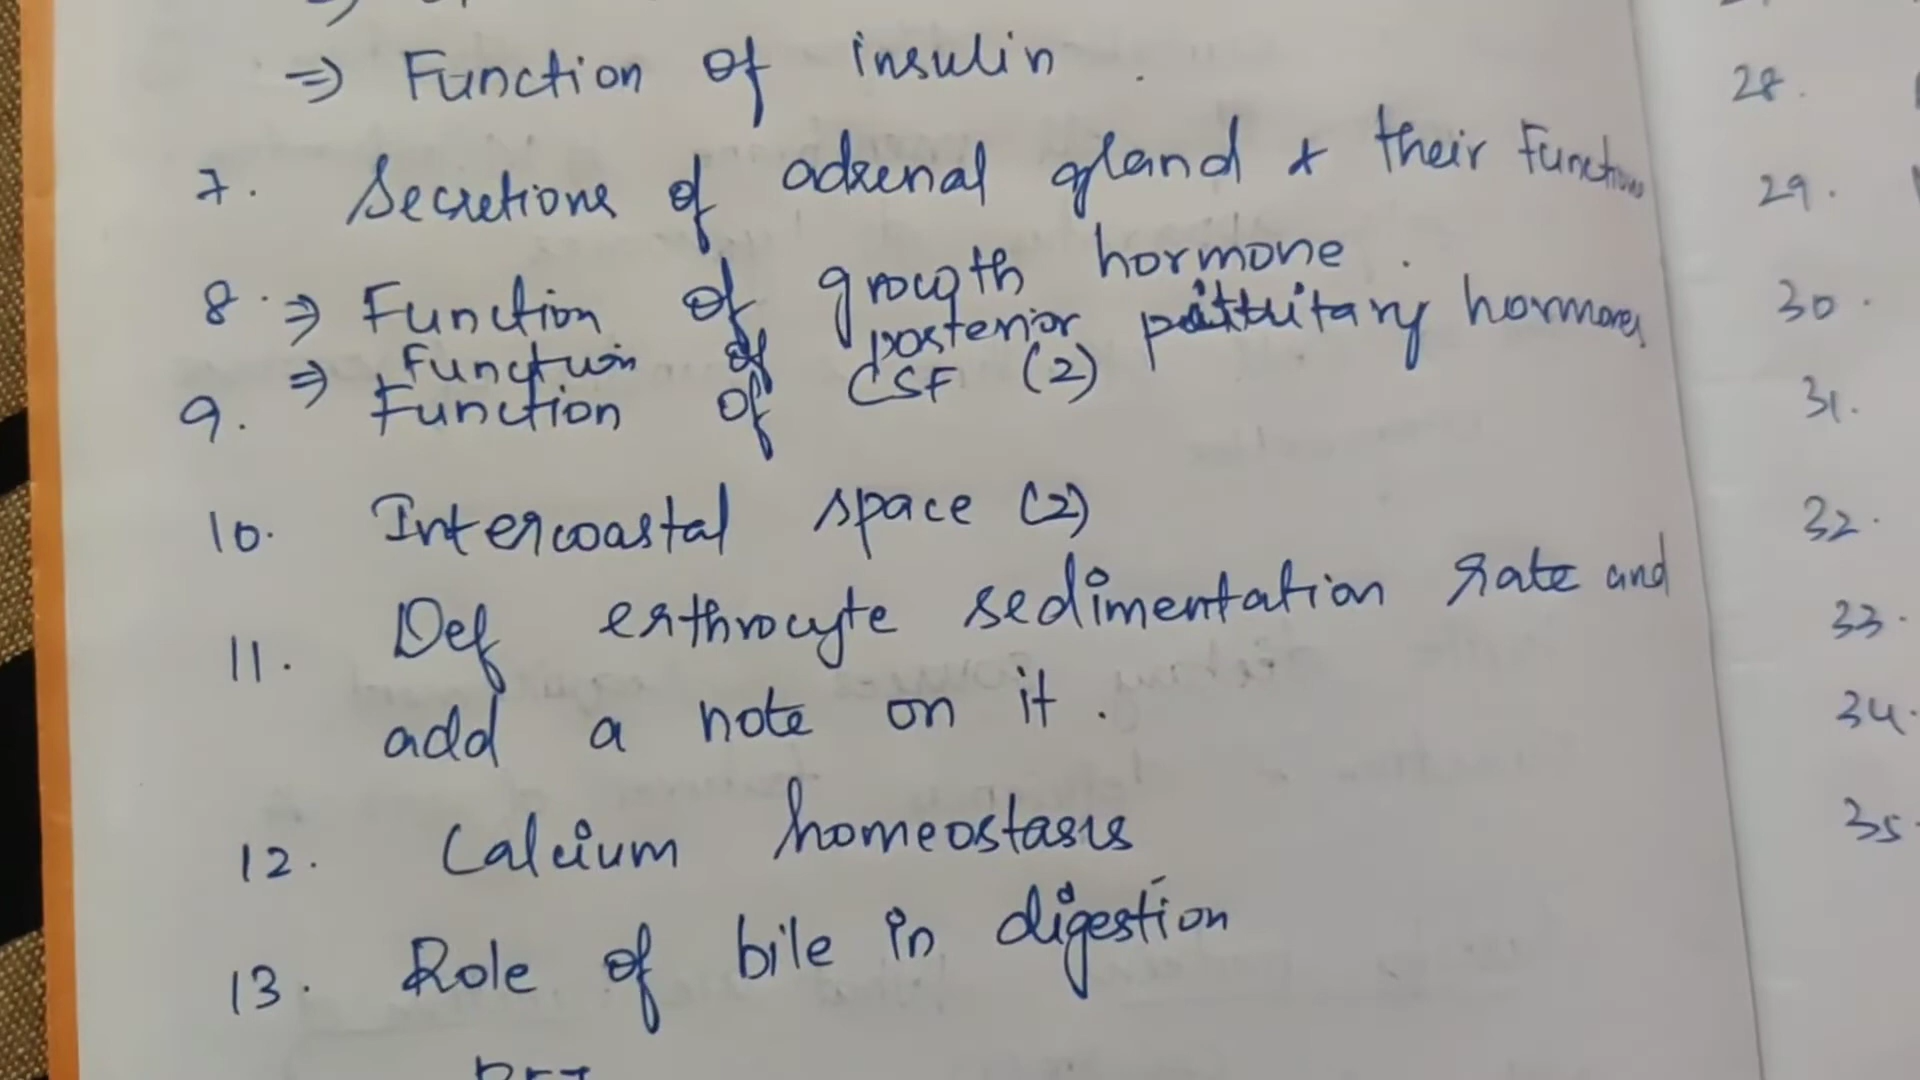 ⇒ Function of insulin.
7. Secretions of adrenal gland & their Functions
8. ⇒ Function of growth hormone.
⇒ Function of posterior pituitary hormones
9. Function of CSF (2)
10. Intercoastal space (2)
11. Def erthrocyte sedimentation rate and
add a note on it.
12. Calcium homeostasis
13. Role of bile in digestion
28.
29.
30.
31.
32.
33.
34.
35.